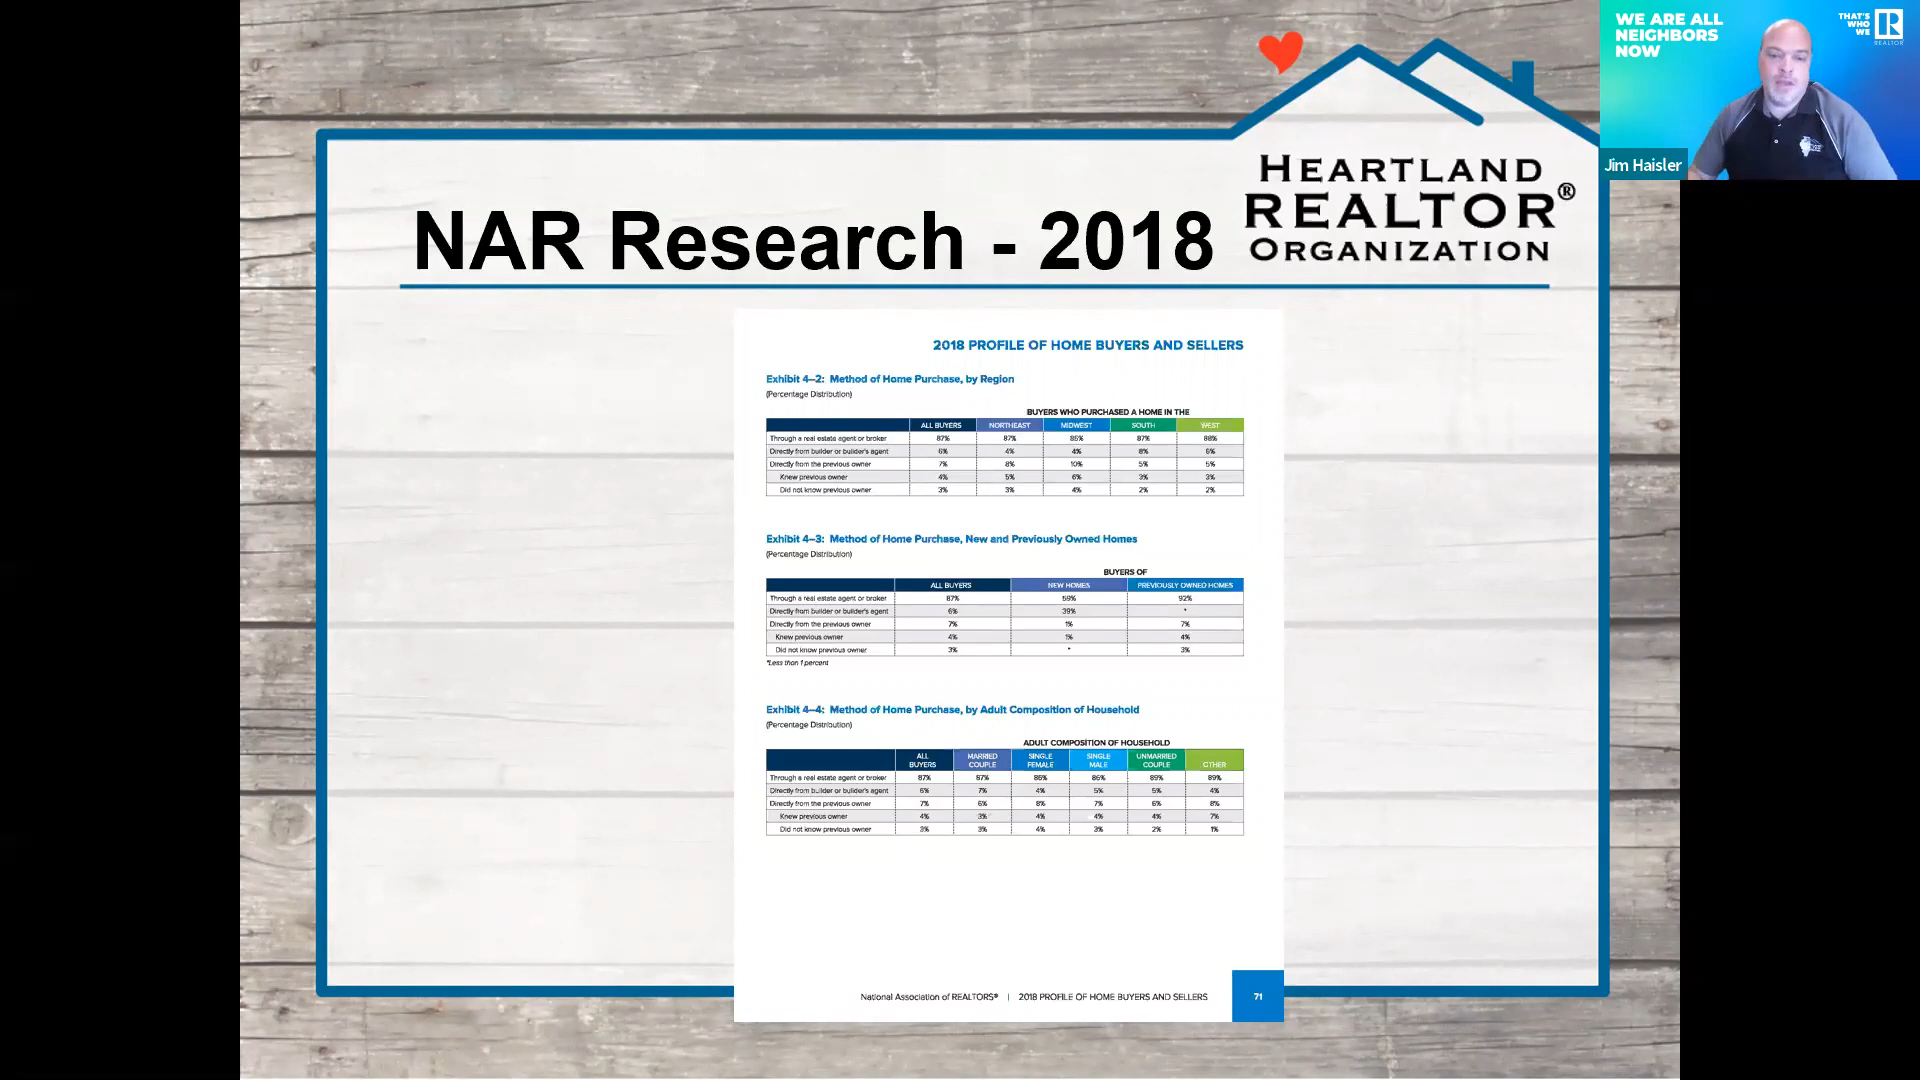 WE ARE ALL
NEIGHBORS
NOW
THAT'S
WHO
WE
R
REALTOR
Jim Haisler
HEARTLAND
REALTOR®
ORGANIZATION
NAR Research - 2018
2018 PROFILE OF HOME BUYERS AND SELLERS
Exhibit 4–2: Method of Home Purchase, by Region
(Percentage Distribution)
BUYERS WHO PURCHASED A HOME IN THE
ALL BUYERS NORTHEAST MIDWEST SOUTH WEST
Through a real estate agent or broker 87% 87% 85% 87% 88%
Directly from builder or builder's agent 6% 4% 4% 8% 6%
Directly from the previous owner 7% 8% 10% 5% 5%
Knew previous owner 4% 5% 6% 3% 3%
Did not know previous owner 3% 3% 4% 2% 2%
Exhibit 4–3: Method of Home Purchase, New and Previously Owned Homes
(Percentage Distribution)
BUYERS OF
ALL BUYERS NEW HOMES PREVIOUSLY OWNED HOMES
Through a real estate agent or broker 87% 59% 92%
Directly from builder or builder's agent 6% 39% *
Directly from the previous owner 7% 1% 7%
Knew previous owner 4% 1% 4%
Did not know previous owner 3% * 3%
*Less than 1 percent
Exhibit 4–4: Method of Home Purchase, by Adult Composition of Household
(Percentage Distribution)
ADULT COMPOSITION OF HOUSEHOLD
ALL BUYERS MARRIED COUPLE SINGLE FEMALE SINGLE MALE UNMARRIED COUPLE OTHER
Through a real estate agent or broker 87% 87% 86% 86% 89% 89%
Directly from builder or builder's agent 6% 7% 4% 5% 5% 4%
Directly from the previous owner 7% 6% 8% 7% 6% 8%
Knew previous owner 4% 3% 4% 4% 4% 7%
Did not know previous owner 3% 3% 4% 3% 2% 1%
National Association of REALTORS® | 2018 PROFILE OF HOME BUYERS AND SELLERS 71